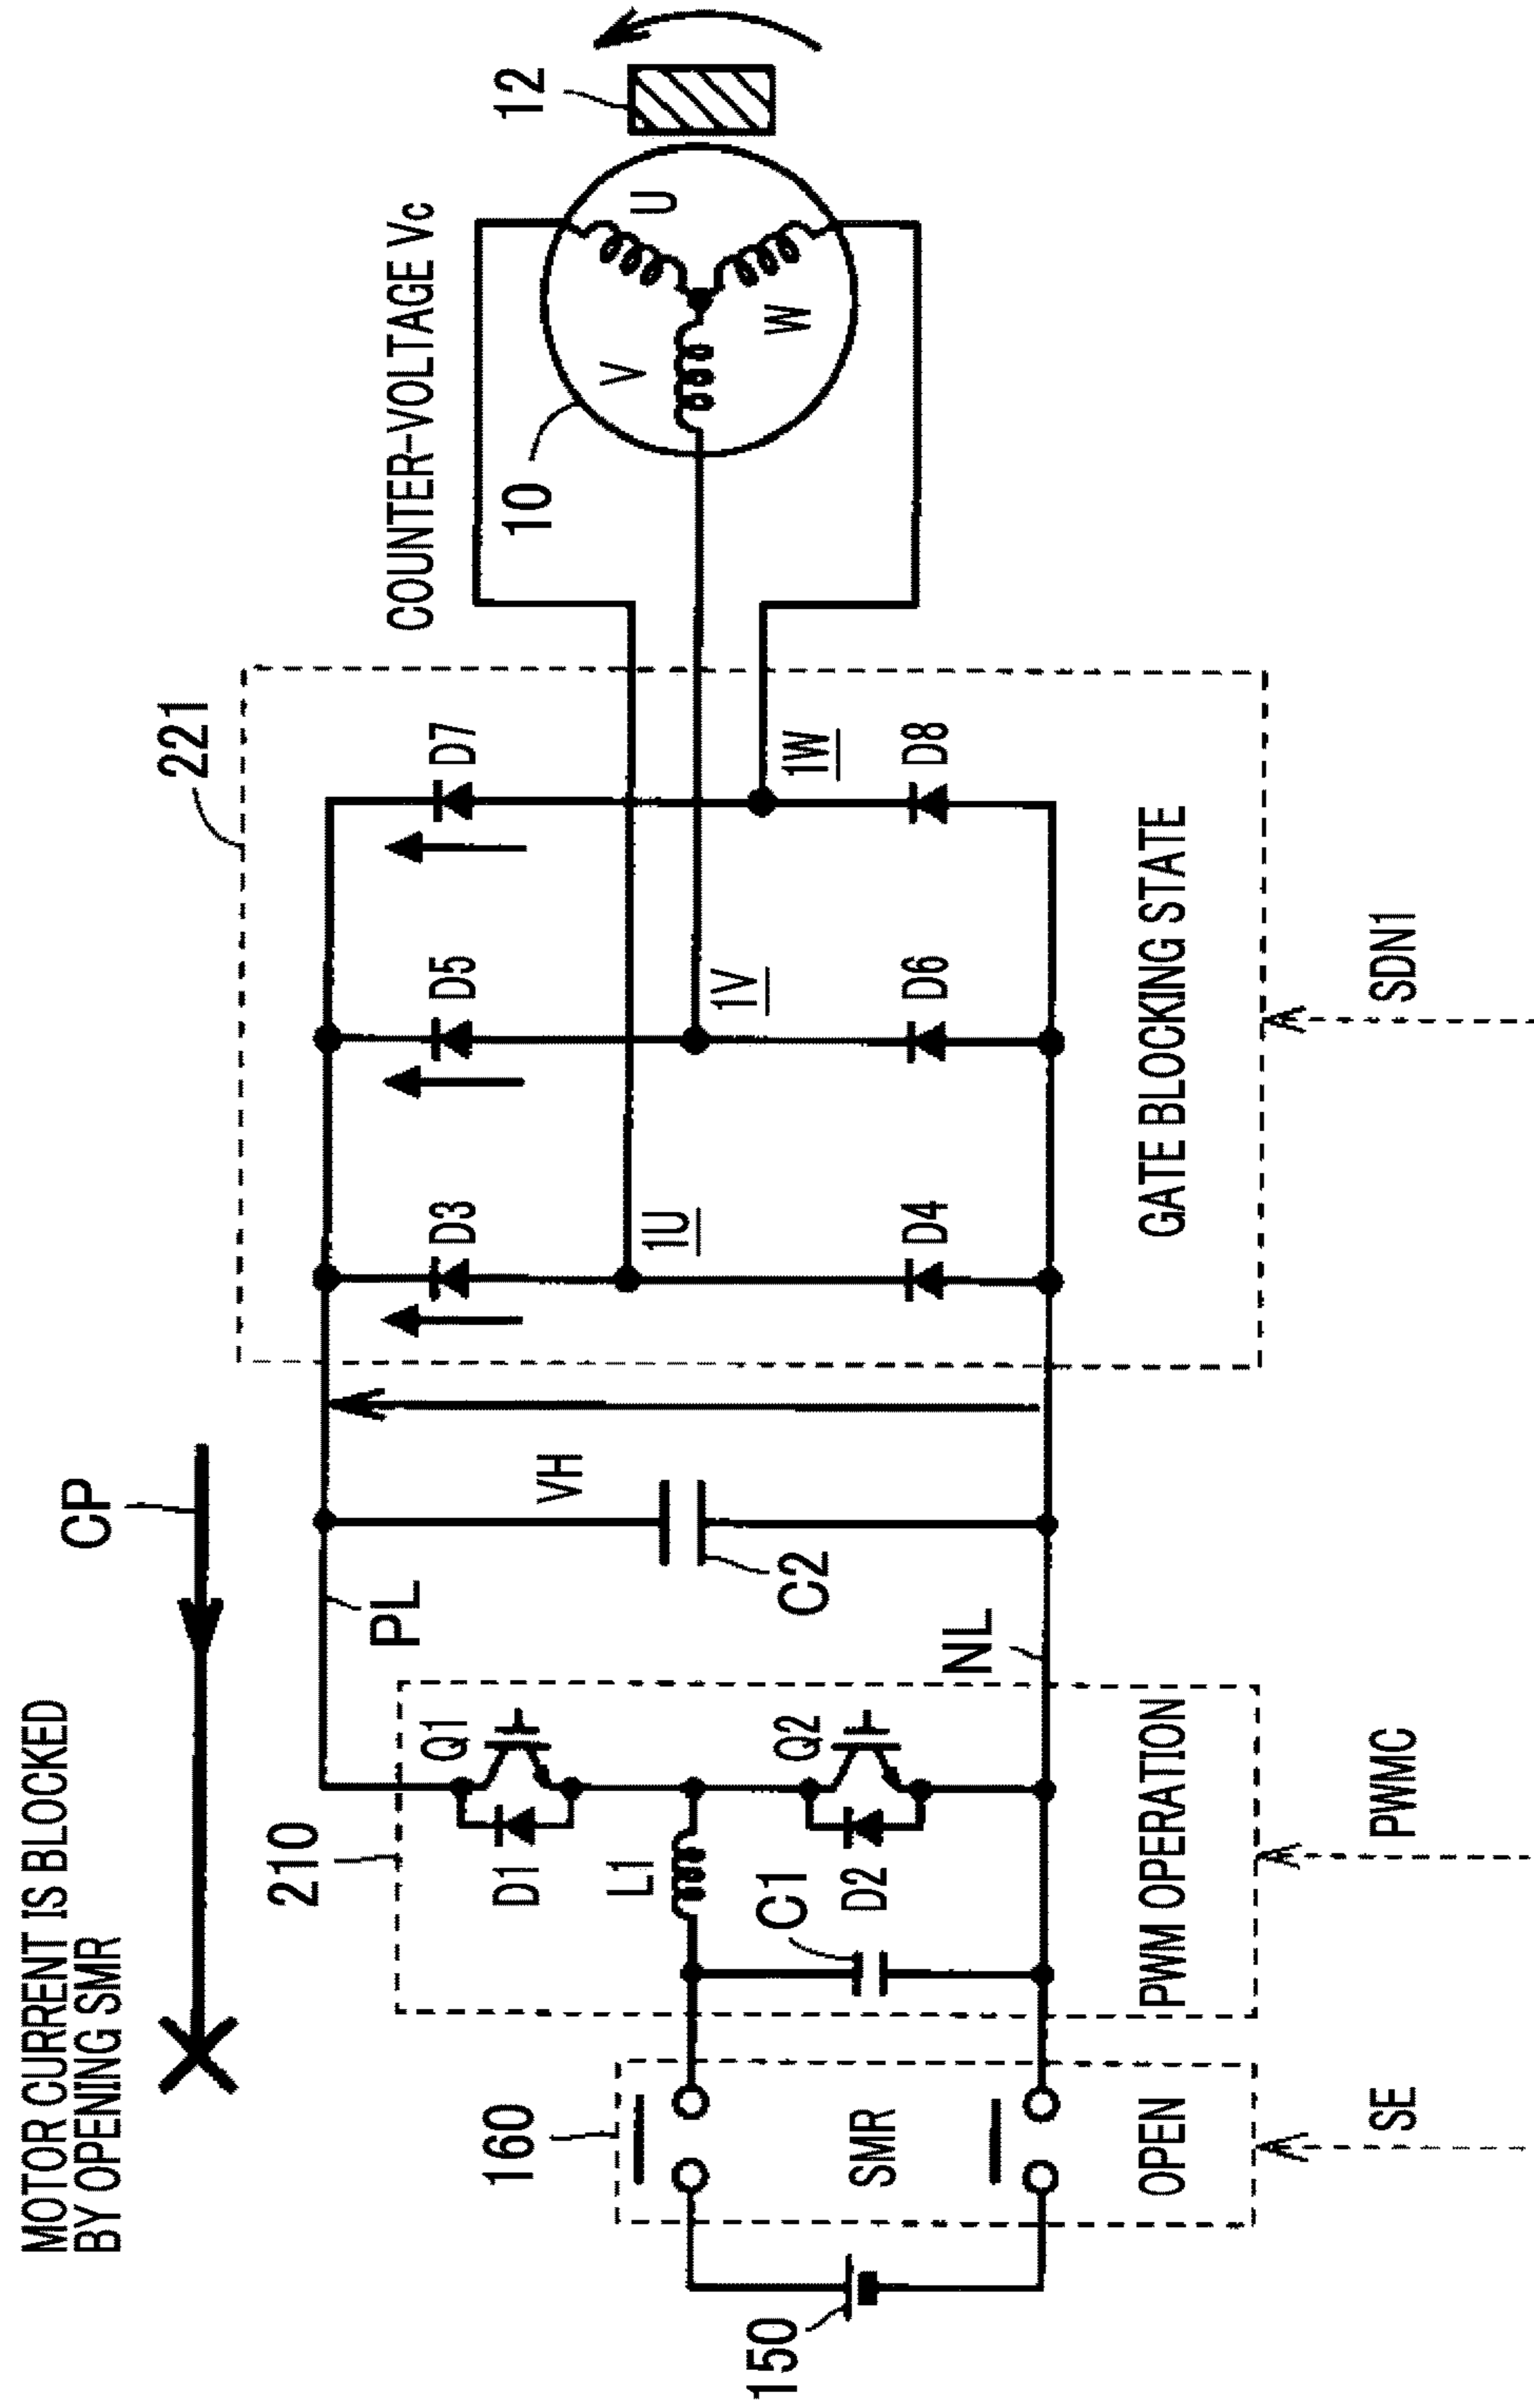 MOTOR CURRENT IS BLOCKED
BY OPENING SMR
CP
221
210
PL
COUNTER-VOLTAGE Vc
Q1
D3
D5
D7
160
D1
10
12
VH
L1
1U
V
U
1V
150
C1
Q2
C2
1W
W
SMR
D2
NL
D4
D6
D8
OPEN
PWM OPERATION
GATE BLOCKING STATE
SE
PWMC
SDN1